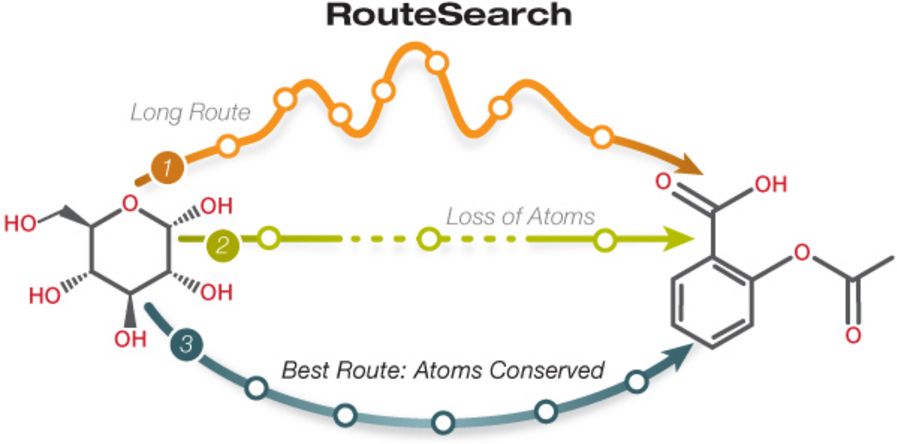 RouteSearch
Long Route
1
O
OH
HO
OH
HO
OH
OH
2
Loss of Atoms
O
OH
O
O
3
Best Route: Atoms Conserved